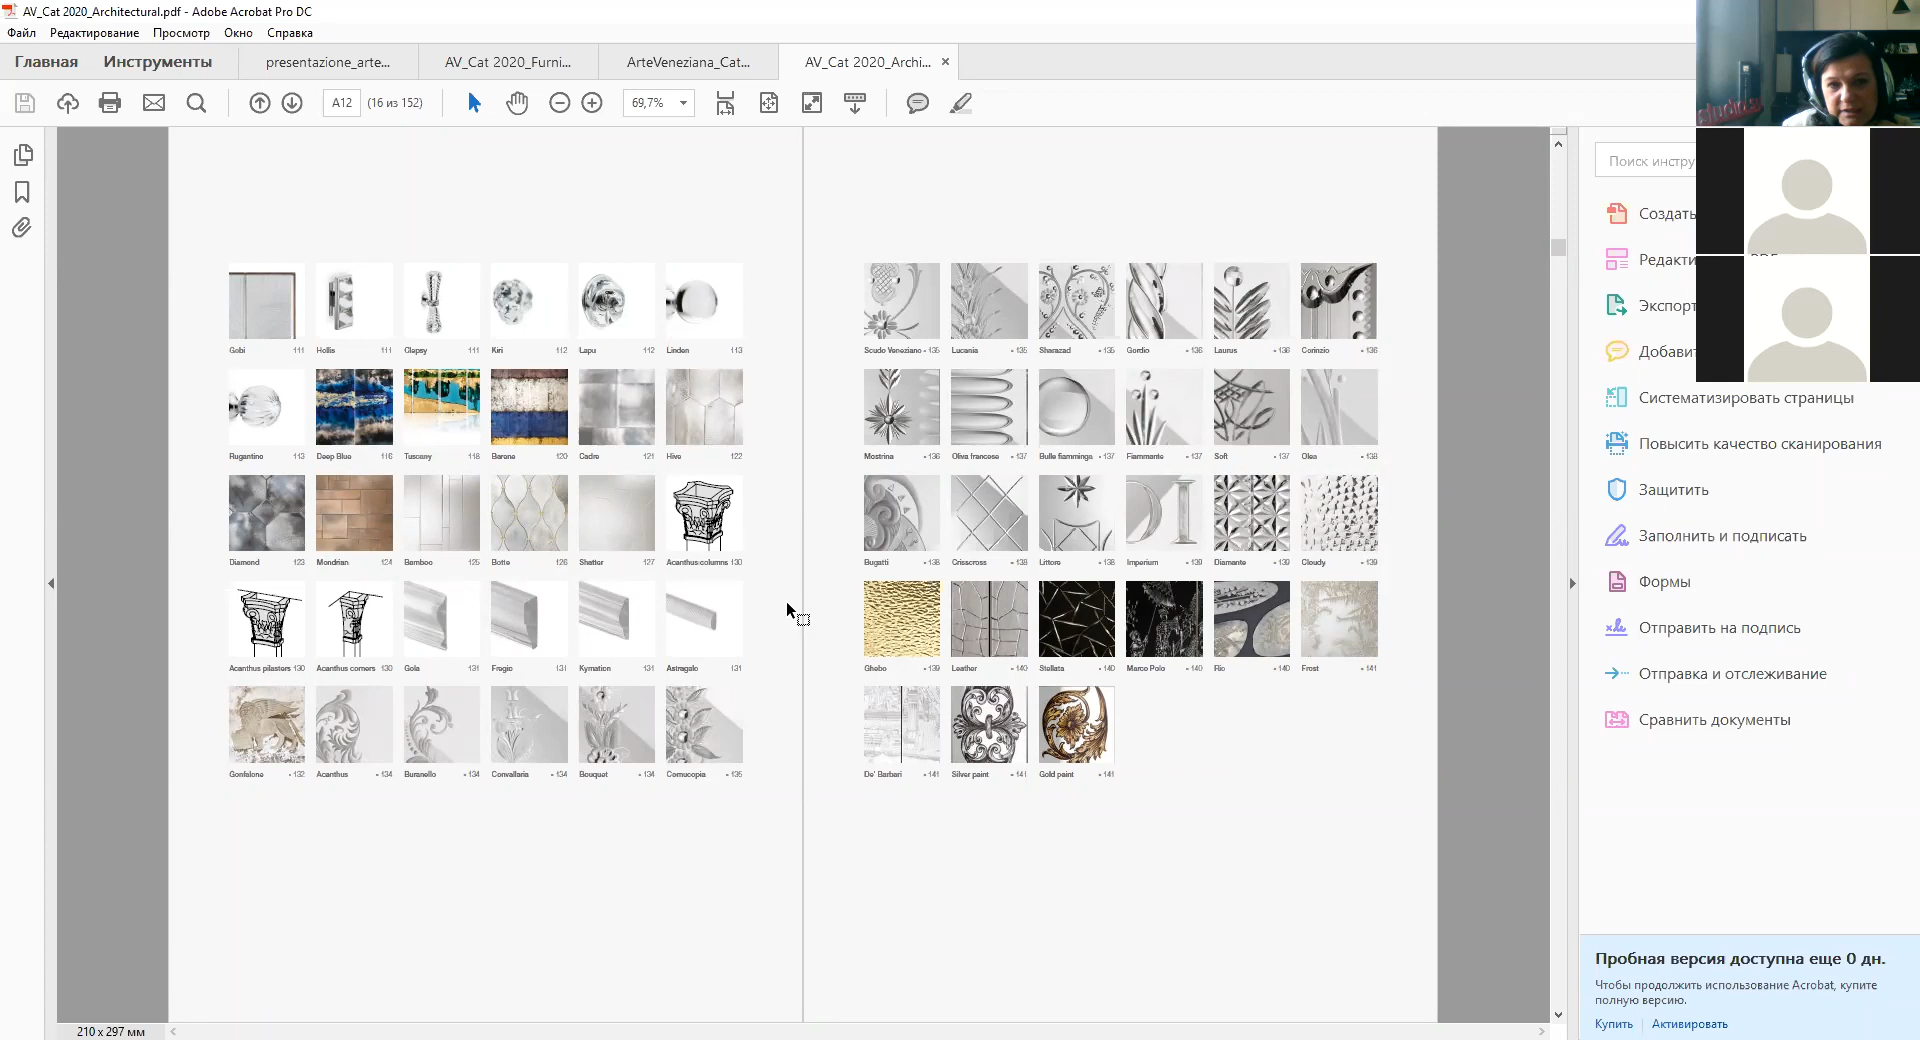 AV_Cat 2020_Architectural.pdf - Adobe Acrobat Pro DC
Файл Редактирование Просмотр Окно Справка
Главная Инструменты presentazione_arte... AV_Cat 2020_Furni... ArteVeneziana_Cat... AV_Cat 2020_Archi... ×
A12 (16 из 152) 69,7%
Поиск инстру
Создать
Редакти
Экспорт
Добавит
Систематизировать страницы
Повысить качество сканирования
Защитить
Заполнить и подписать
Формы
Отправить на подпись
Отправка и отслеживание
Сравнить документы
Gobi 111 Hollis 111 Clepsy 111 Kiri 112 Lapu 112 Linden 113
Rugantino 113 Deep Blue 116 Tuscany 118 Barene 120 Cadre 121 Hive 122
Diamond 123 Mondrian 124 Bamboo 125 Botte 126 Shatter 127 Acanthus columns 130
Acanthus pilasters 130 Acanthus corners 130 Gola 131 Fregio 131 Kymation 131 Astragalo 131
Gonfalone • 132 Acanthus • 134 Buranello • 134 Convallaria • 134 Bouquet • 134 Cornucopia • 135
Scudo Veneziano • 135 Lucania • 135 Sharazad • 135 Gordio • 136 Laurus • 136 Corinzio • 136
Mostrina • 136 Oliva francese • 137 Bulle fiamminga • 137 Fiammante • 137 Soft • 137 Olea • 138
Bugatti • 138 Crisscross • 138 Littore • 138 Imperium • 139 Diamante • 139 Cloudy • 139
Ghebo • 139 Leather • 140 Stellata • 140 Marco Polo • 140 Rio • 140 Frost • 141
De' Barbari • 141 Silver paint • 141 Gold paint • 141
Пробная версия доступна еще 0 дн.
Чтобы продолжить использование Acrobat, купите
полную версию.
Купить Активировать
210 x 297 мм